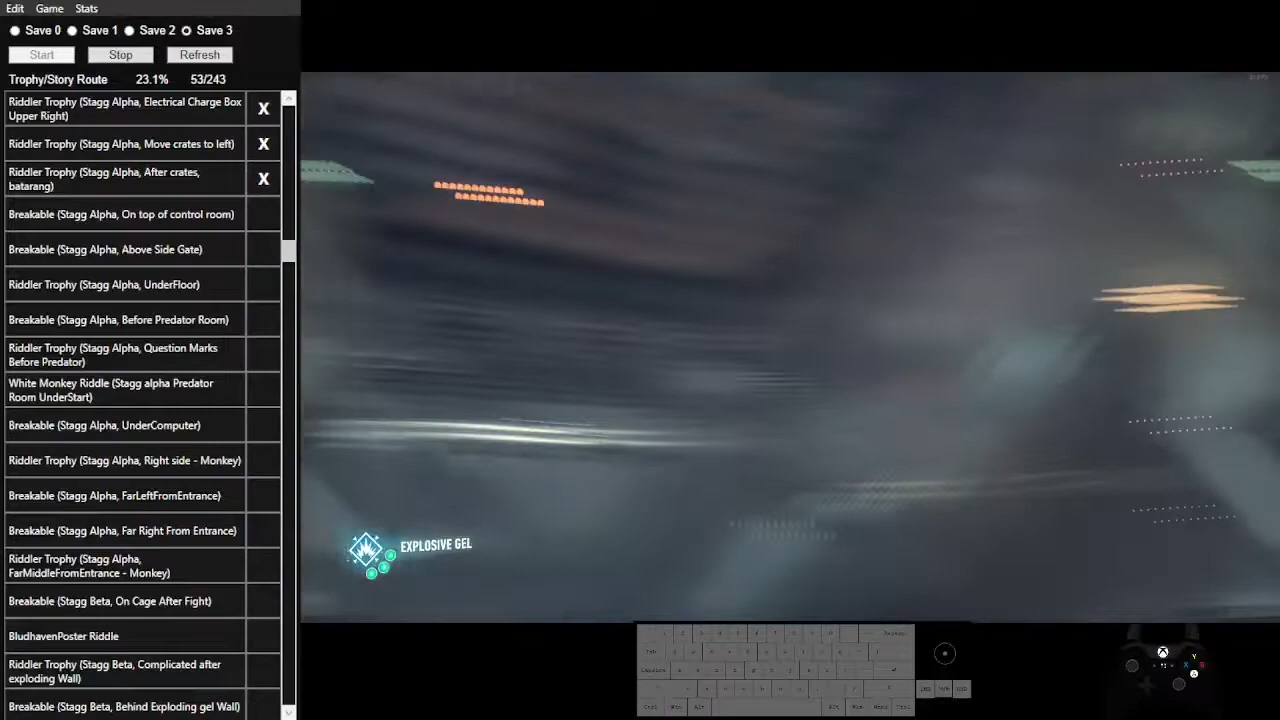 Edit Game Stats
Save 0 Save 1 Save 2 Save 3
Start Stop Refresh
Trophy/Story Route 23.1% 53/243
Riddler Trophy (Stagg Alpha, Electrical Charge Box
Upper Right) X
Riddler Trophy (Stagg Alpha, Move crates to left) X
Riddler Trophy (Stagg Alpha, After crates,
batarang) X
Breakable (Stagg Alpha, On top of control room)
Breakable (Stagg Alpha, Above Side Gate)
Riddler Trophy (Stagg Alpha, UnderFloor)
Breakable (Stagg Alpha, Before Predator Room)
Riddler Trophy (Stagg Alpha, Question Marks
Before Predator)
White Monkey Riddle (Stagg alpha Predator
Room UnderStart)
Breakable (Stagg Alpha, UnderComputer)
Riddler Trophy (Stagg Alpha, Right side - Monkey)
Breakable (Stagg Alpha, FarLeftFromEntrance)
Breakable (Stagg Alpha, Far Right From Entrance)
Riddler Trophy (Stagg Alpha,
FarMiddleFromEntrance - Monkey)
Breakable (Stagg Beta, On Cage After Fight)
BludhavenPoster Riddle
Riddler Trophy (Stagg Beta, Complicated after
exploding Wall)
Breakable (Stagg Beta, Behind Exploding gel Wall)
EXPLOSIVE GEL